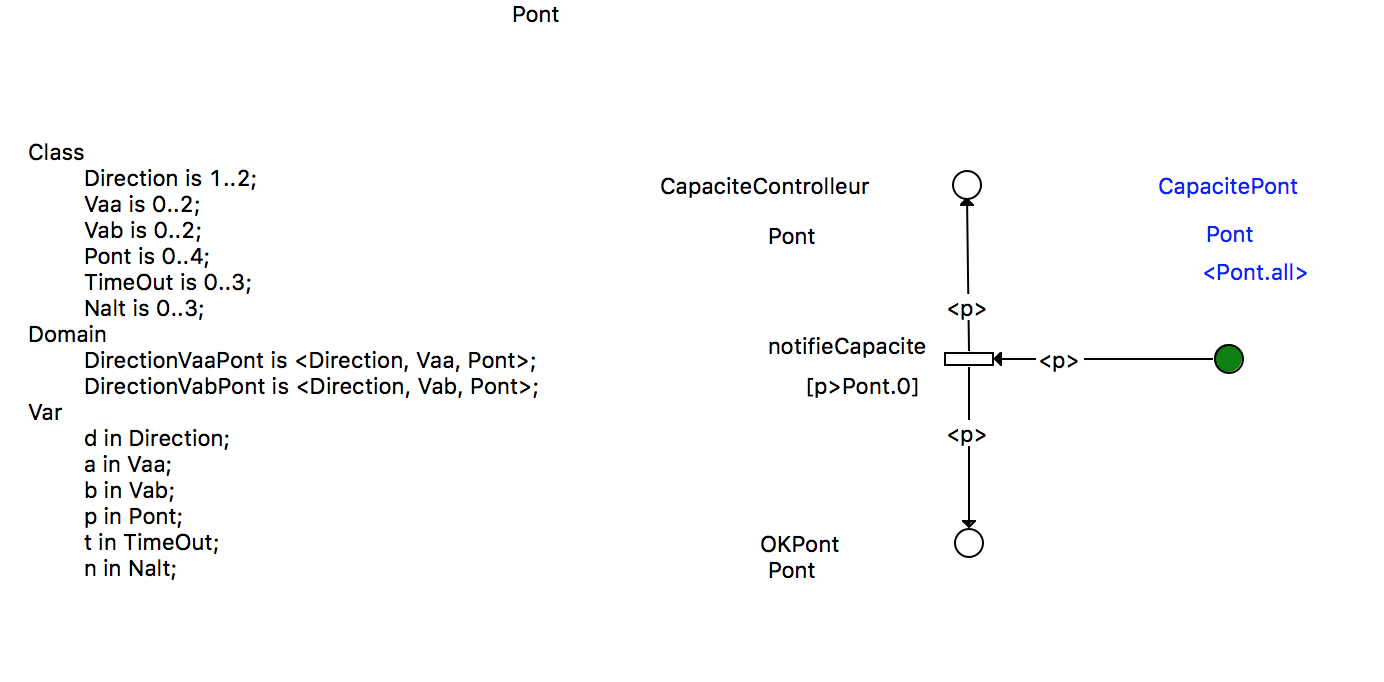 Pont
Class
Direction is 1..2;
Vaa is 0..2;
Vab is 0..2;
Pont is 0..4;
TimeOut is 0..3;
Nalt is 0..3;
Domain
DirectionVaaPont is <Direction, Vaa, Pont>;
DirectionVabPont is <Direction, Vab, Pont>;
Var
d in Direction;
a in Vaa;
b in Vab;
p in Pont;
t in TimeOut;
n in Nalt;
CapaciteControlleur
Pont
<p>
notifieCapacite
[p>Pont.0]
<p>
<p>
OKPont
Pont
CapacitePont
Pont
<Pont.all>